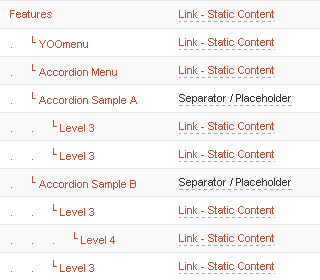 Features Link - Static Content
. L YOOmenu Link - Static Content
. L Accordion Menu Link - Static Content
. L Accordion Sample A Separator / Placeholder
. . L Level 3 Link - Static Content
. . L Level 3 Link - Static Content
. L Accordion Sample B Separator / Placeholder
. . L Level 3 Link - Static Content
. . . L Level 4 Link - Static Content
. . L Level 3 Link - Static Content